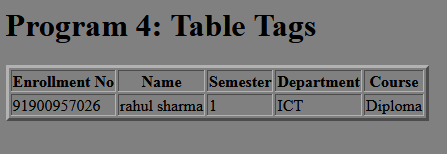 Program 4: Table Tags
Enrollment No Name Semester Department Course
91900957026 rahul sharma 1 ICT Diploma